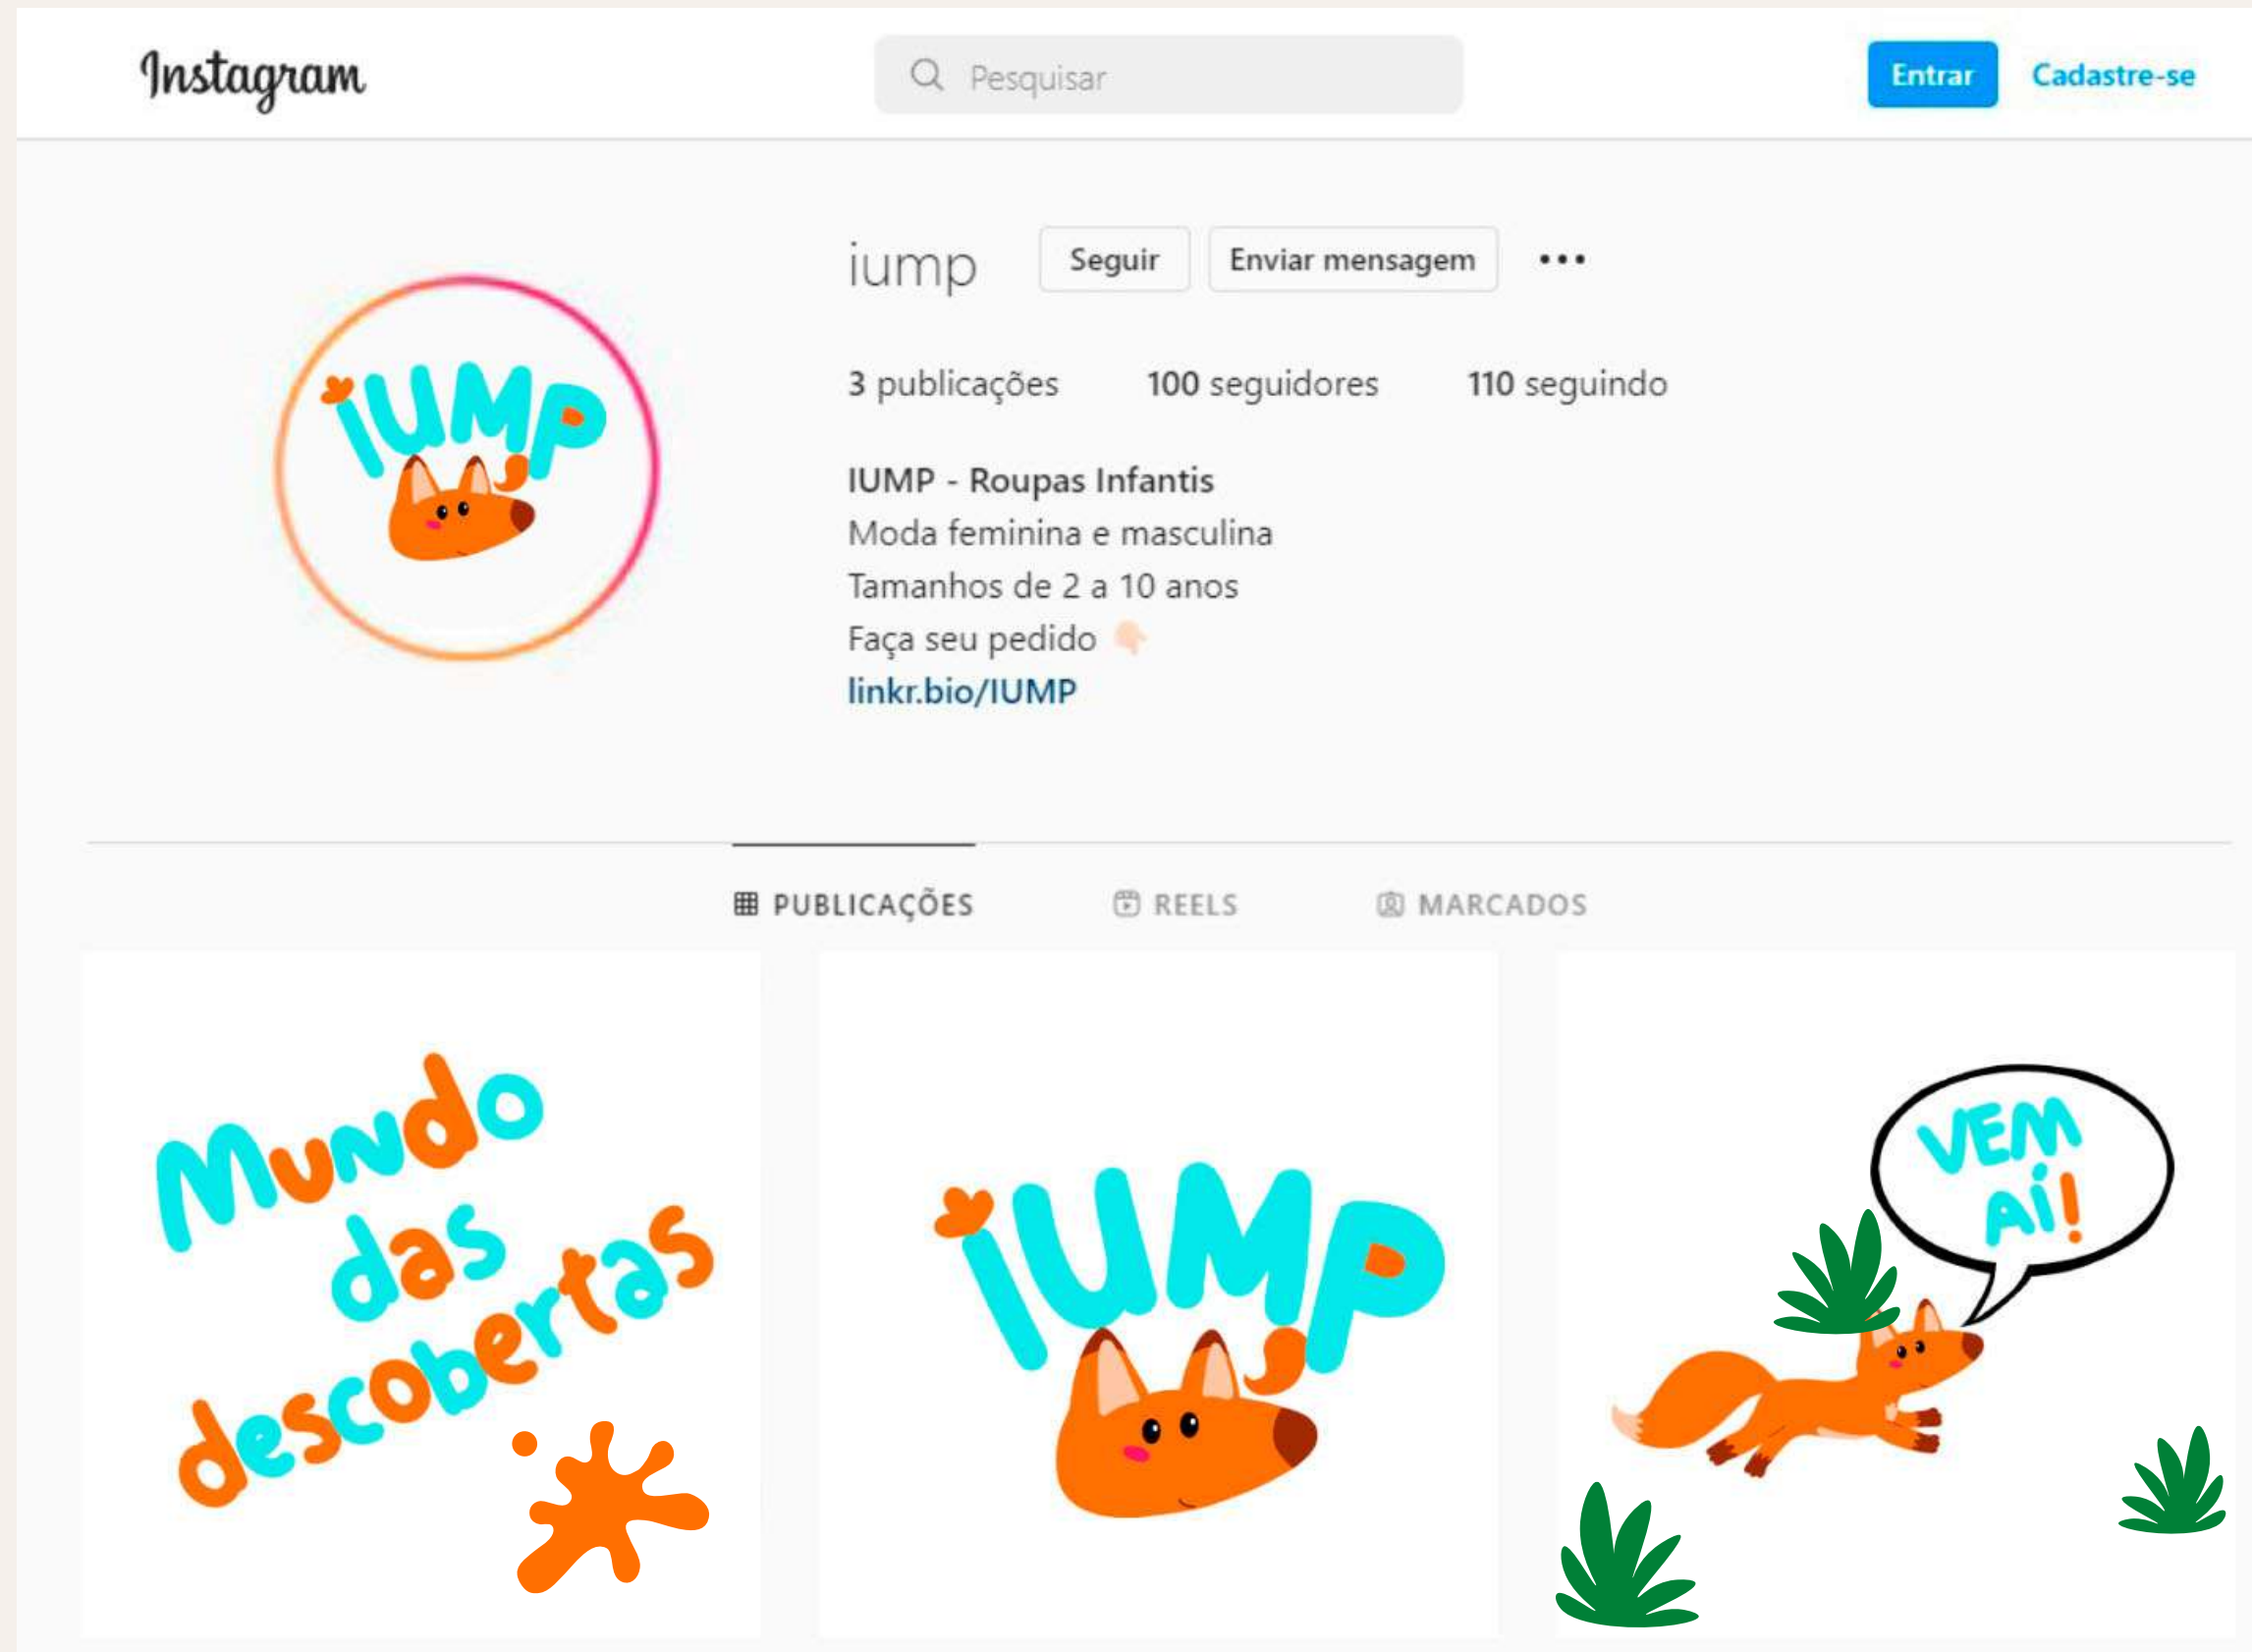 Instagram
Pesquisar
Entrar
Cadastre-se
iump
Seguir
Enviar mensagem
3 publicações
100 seguidores
110 seguindo
iUMP
IUMP - Roupas Infantis
Moda feminina e masculina
Tamanhos de 2 a 10 anos
Faça seu pedido 👇🏻
linkr.bio/IUMP
PUBLICAÇÕES
REELS
MARCADOS
Mundo
das
descobertas
iUMP
VEM
AÍ!